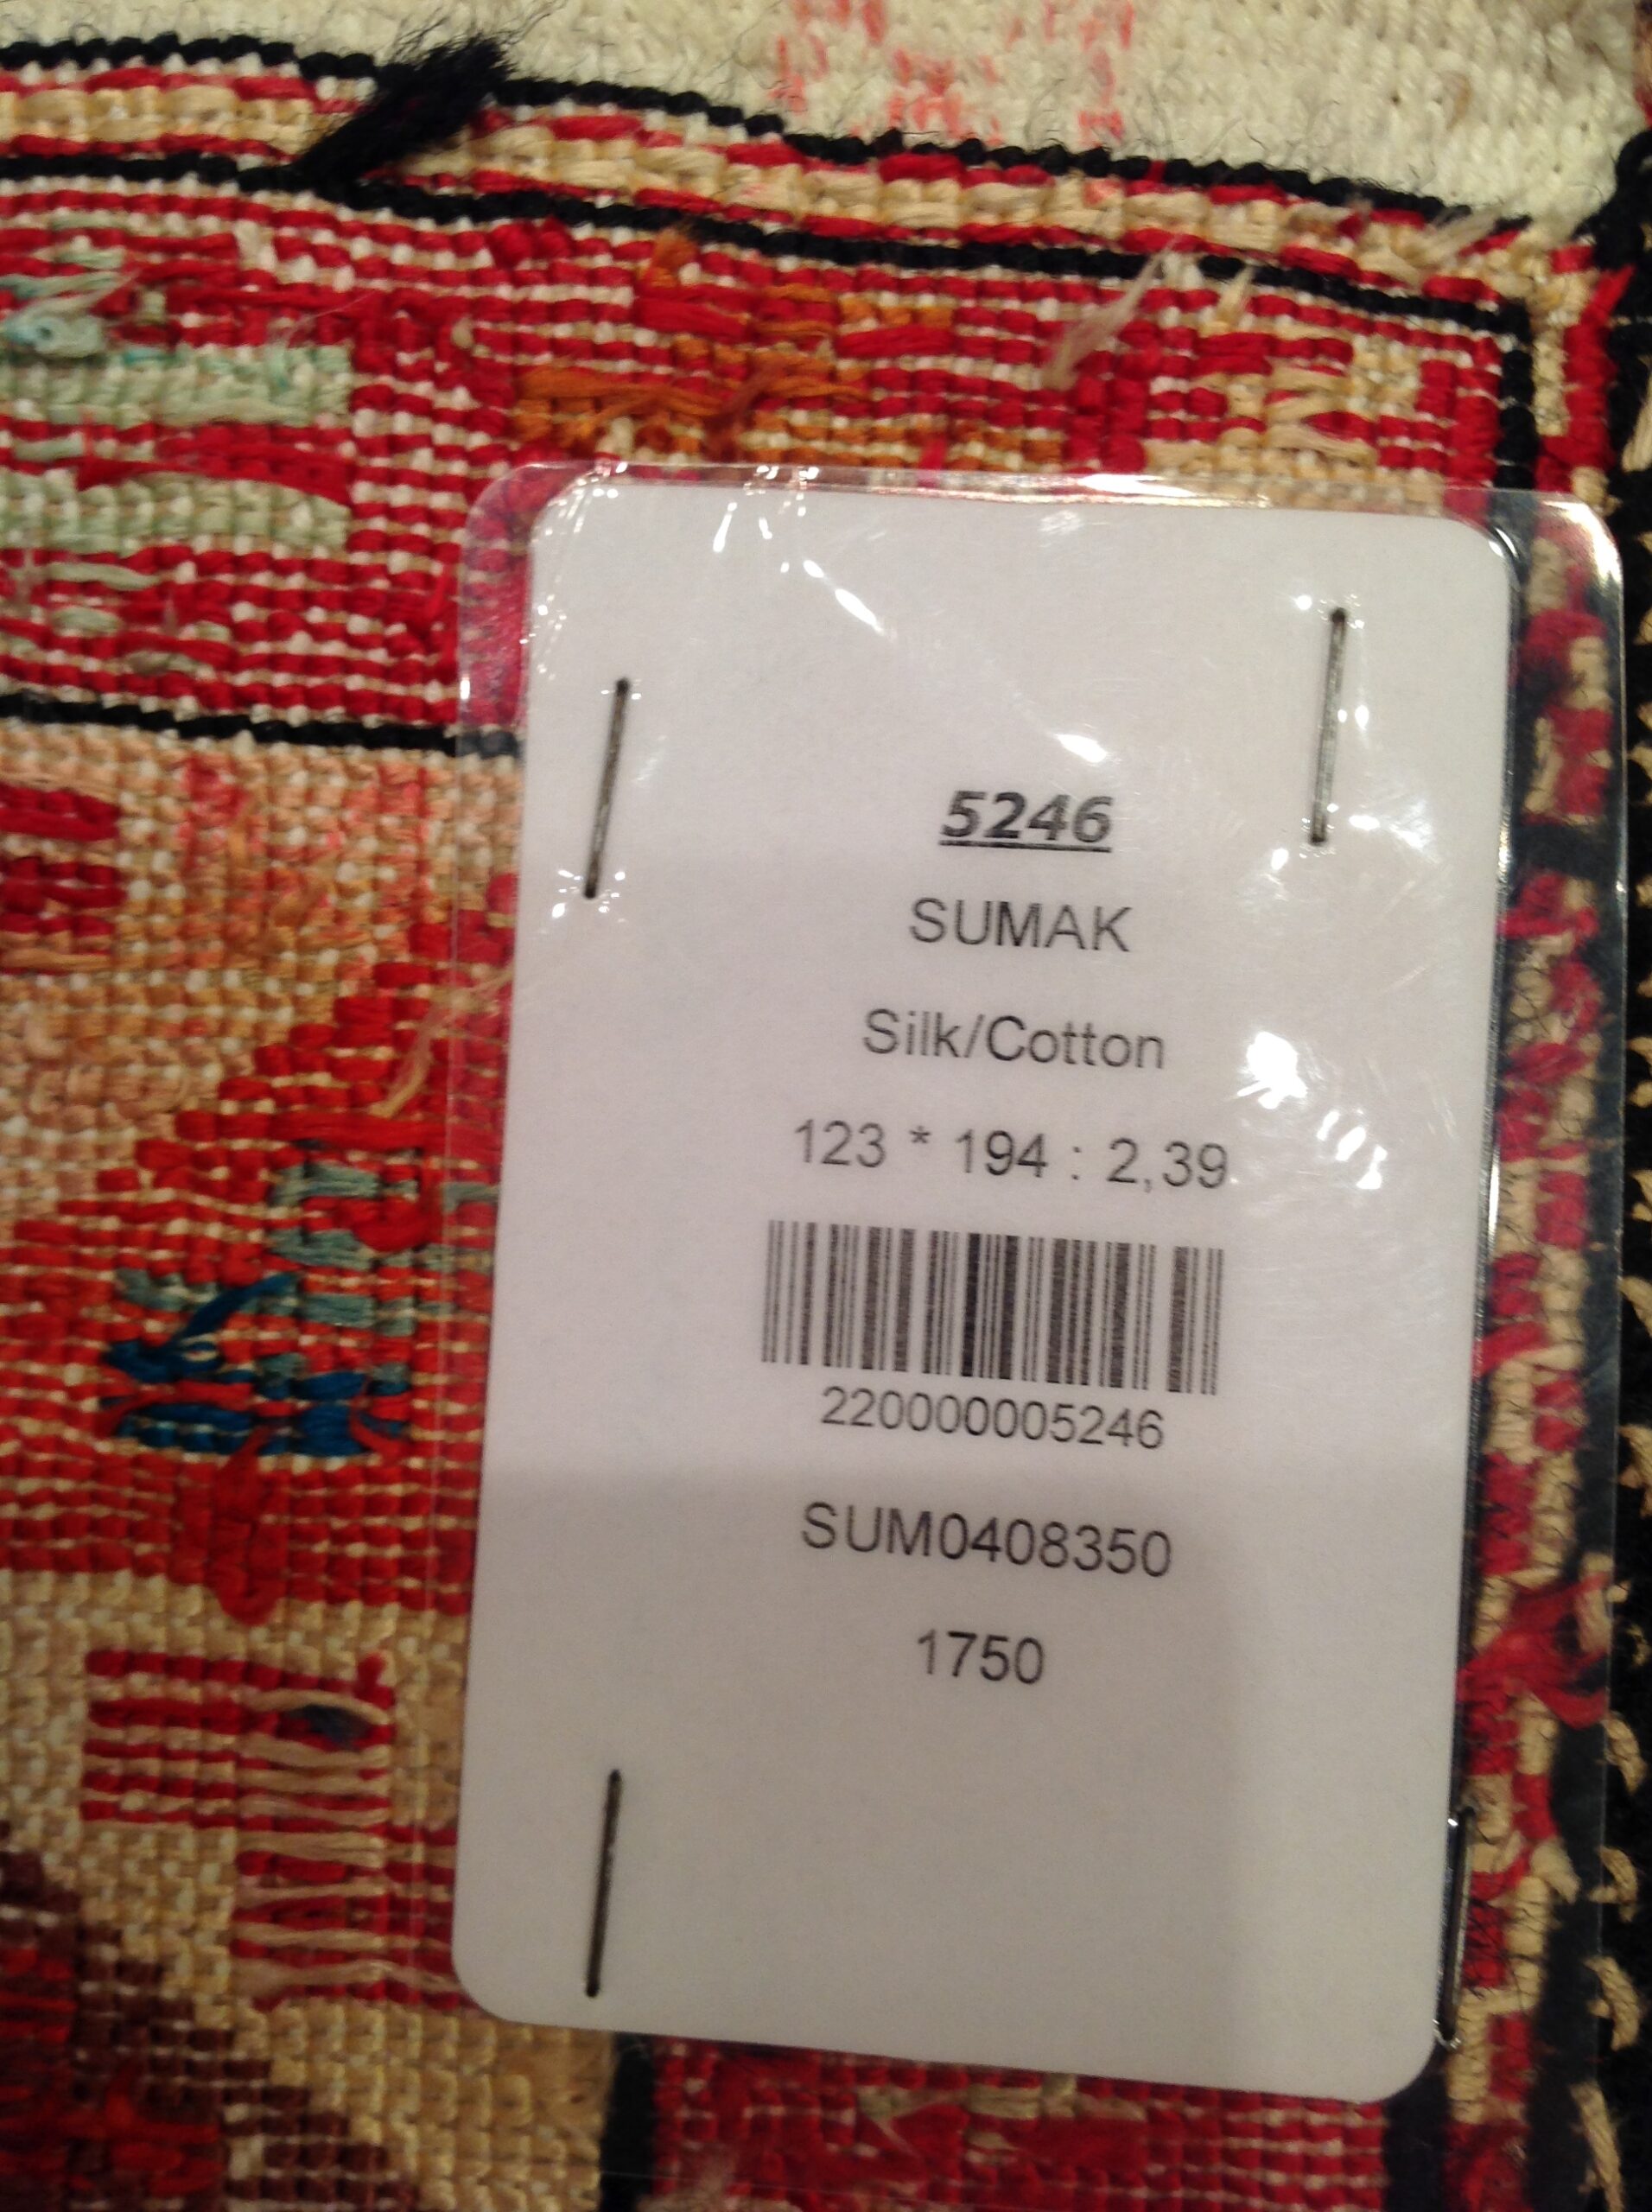 5246
SUMAK
Silk/Cotton
123 * 194 : 2,39
220000005246
SUM0408350
1750